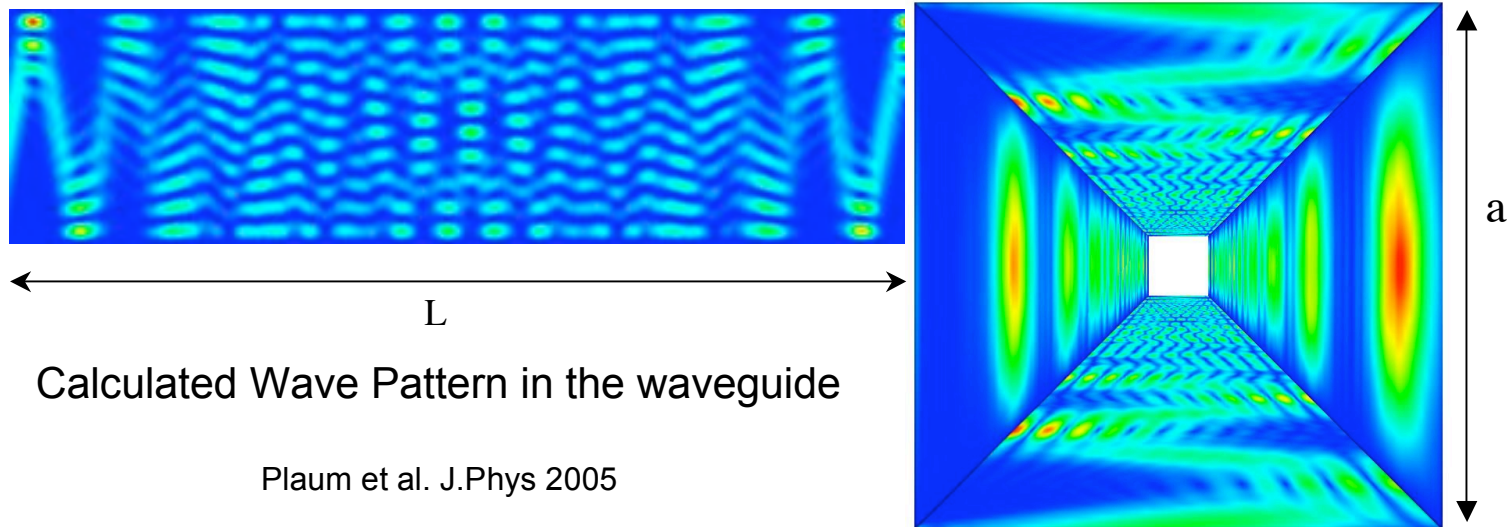 L
Calculated Wave Pattern in the waveguide
Plaum et al. J.Phys 2005
a